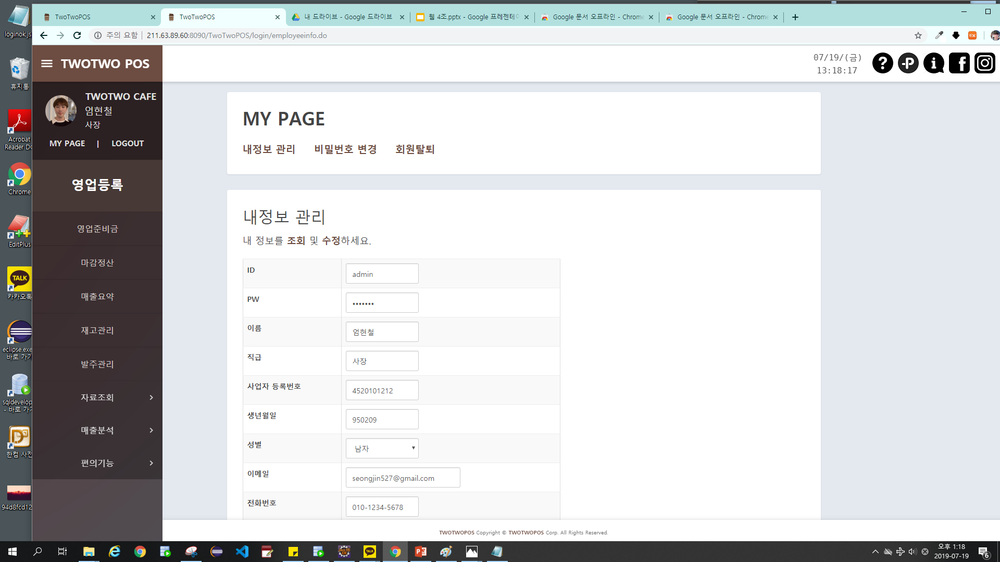 TwoTwoPOS
TwoTwoPOS
내 드라이브 - Google 드라이브
웹 4조.pptx - Google 프레젠테이
Google 문서 오프라인 - Chrome
Google 문서 오프라인 - Chrome
주의 요함
211.63.89.60:8090/TwoTwoPOS/login/employeeinfo.do
loginok.js
휴지통
Acrobat
Reader DC
Chrome
EditPlus
TALK
카카오톡
eclipse.exe
바로 가기
sqldevelop
- 바로 가기
한컴 사전
94d8fcd12
TWOTWO POS
07/19/(금)
13:18:17
TWOTWO CAFE
엄현철
사장
MY PAGE | LOGOUT
영업등록
영업준비금
마감정산
매출요약
재고관리
발주관리
자료조회
매출분석
편의기능
MY PAGE
내정보 관리 비밀번호 변경 회원탈퇴
내정보 관리
내 정보를 조회 및 수정하세요.
ID admin
PW •••••••
이름 엄현철
직급 사장
사업자 등록번호 4520101212
생년월일 950209
성별 남자
이메일 seongjin527@gmail.com
전화번호 010-1234-5678
TWOTWOPOS Copyright © TWOTWOPOS Corp. All Rights Reserved.
오후 1:18
2019-07-19
6